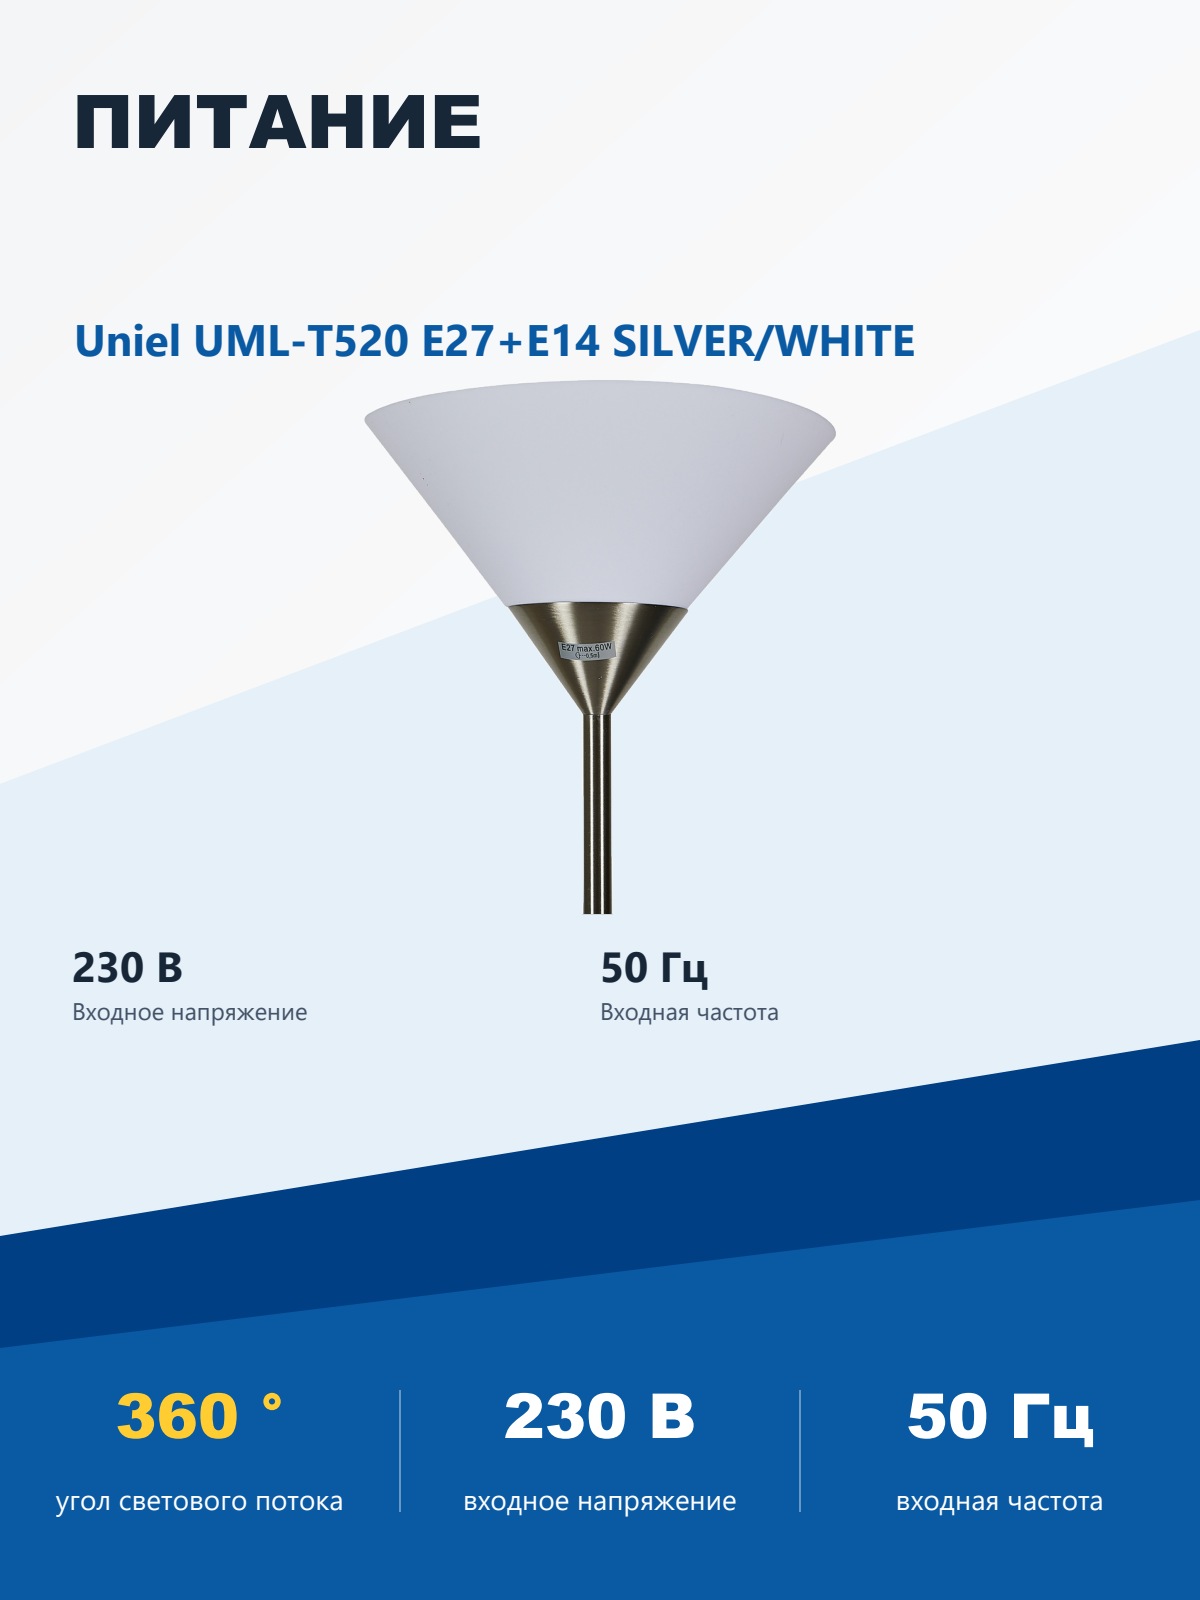 ПИТАНИЕ
Uniel UML-T520 E27+E14 SILVER/WHITE
E27 max.60W
230 В
Входное напряжение
50 Гц
Входная частота
360 °
угол светового потока
230 В
входное напряжение
50 Гц
входная частота